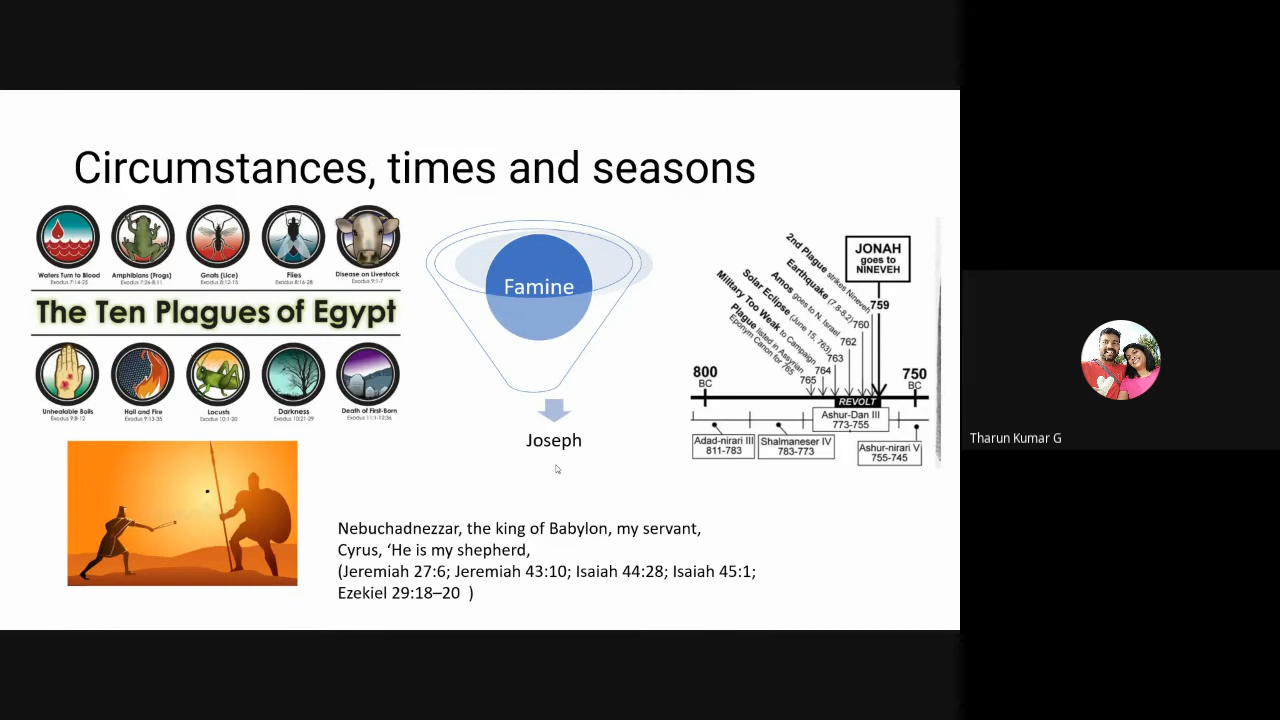 Circumstances, times and seasons
Waters Turn to Blood
Exodus 7:14-25
Amphibians (Frogs)
Exodus 7:26-8:11
Gnats (Lice)
Exodus 8:12-15
Flies
Exodus 8:16-28
Disease on Livestock
Exodus 9:1-7
The Ten Plagues of Egypt
Unhealable Boils
Exodus 9:8-12
Hail and Fire
Exodus 9:13-35
Locusts
Exodus 10:1-20
Darkness
Exodus 10:21-29
Death of First-Born
Exodus 11:1-12:36
Famine
Joseph
JONAH
goes to
NINEVEH
2nd Plague strikes Nineveh
759
Earthquake (7.8-8.2)
760
Amos goes to N. Israel
762
Solar Eclipse (June 15, 763)
763
Military Too Weak to Campaign
764
Plague listed in Assyrian
Eponym Canon for 765
765
800
BC
750
BC
REVOLT
Ashur-Dan III
773-755
Adad-nirari III
811-783
Shalmaneser IV
783-773
Ashur-nirari V
755-745
Nebuchadnezzar, the king of Babylon, my servant,
Cyrus, ‘He is my shepherd,
(Jeremiah 27:6; Jeremiah 43:10; Isaiah 44:28; Isaiah 45:1;
Ezekiel 29:18–20 )
Tharun Kumar G